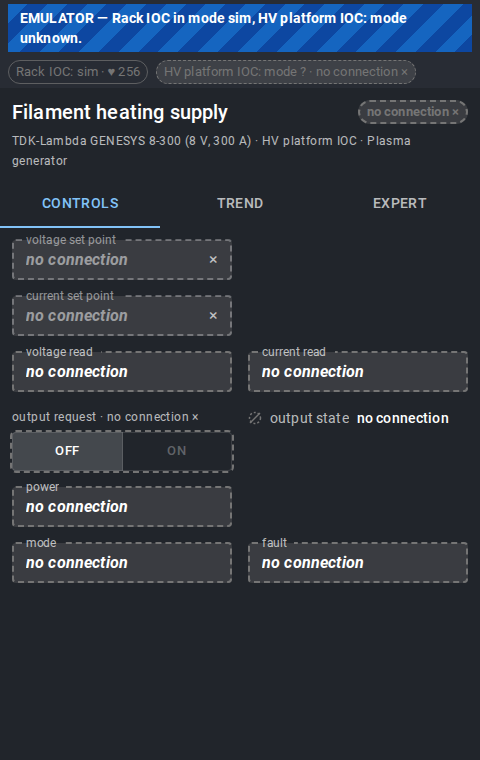 EMULATOR — Rack IOC in mode sim, HV platform IOC: mode
unknown.
Rack IOC: sim · ♥ 256
HV platform IOC: mode ? · no connection ×
Filament heating supply
no connection ×
TDK-Lambda GENESYS 8-300 (8 V, 300 A) · HV platform IOC · Plasma
generator
CONTROLS
TREND
EXPERT
voltage set point
no connection ×
current set point
no connection ×
voltage read
no connection
current read
no connection
output request · no connection ×
output state no connection
OFF
ON
power
no connection
mode
no connection
fault
no connection